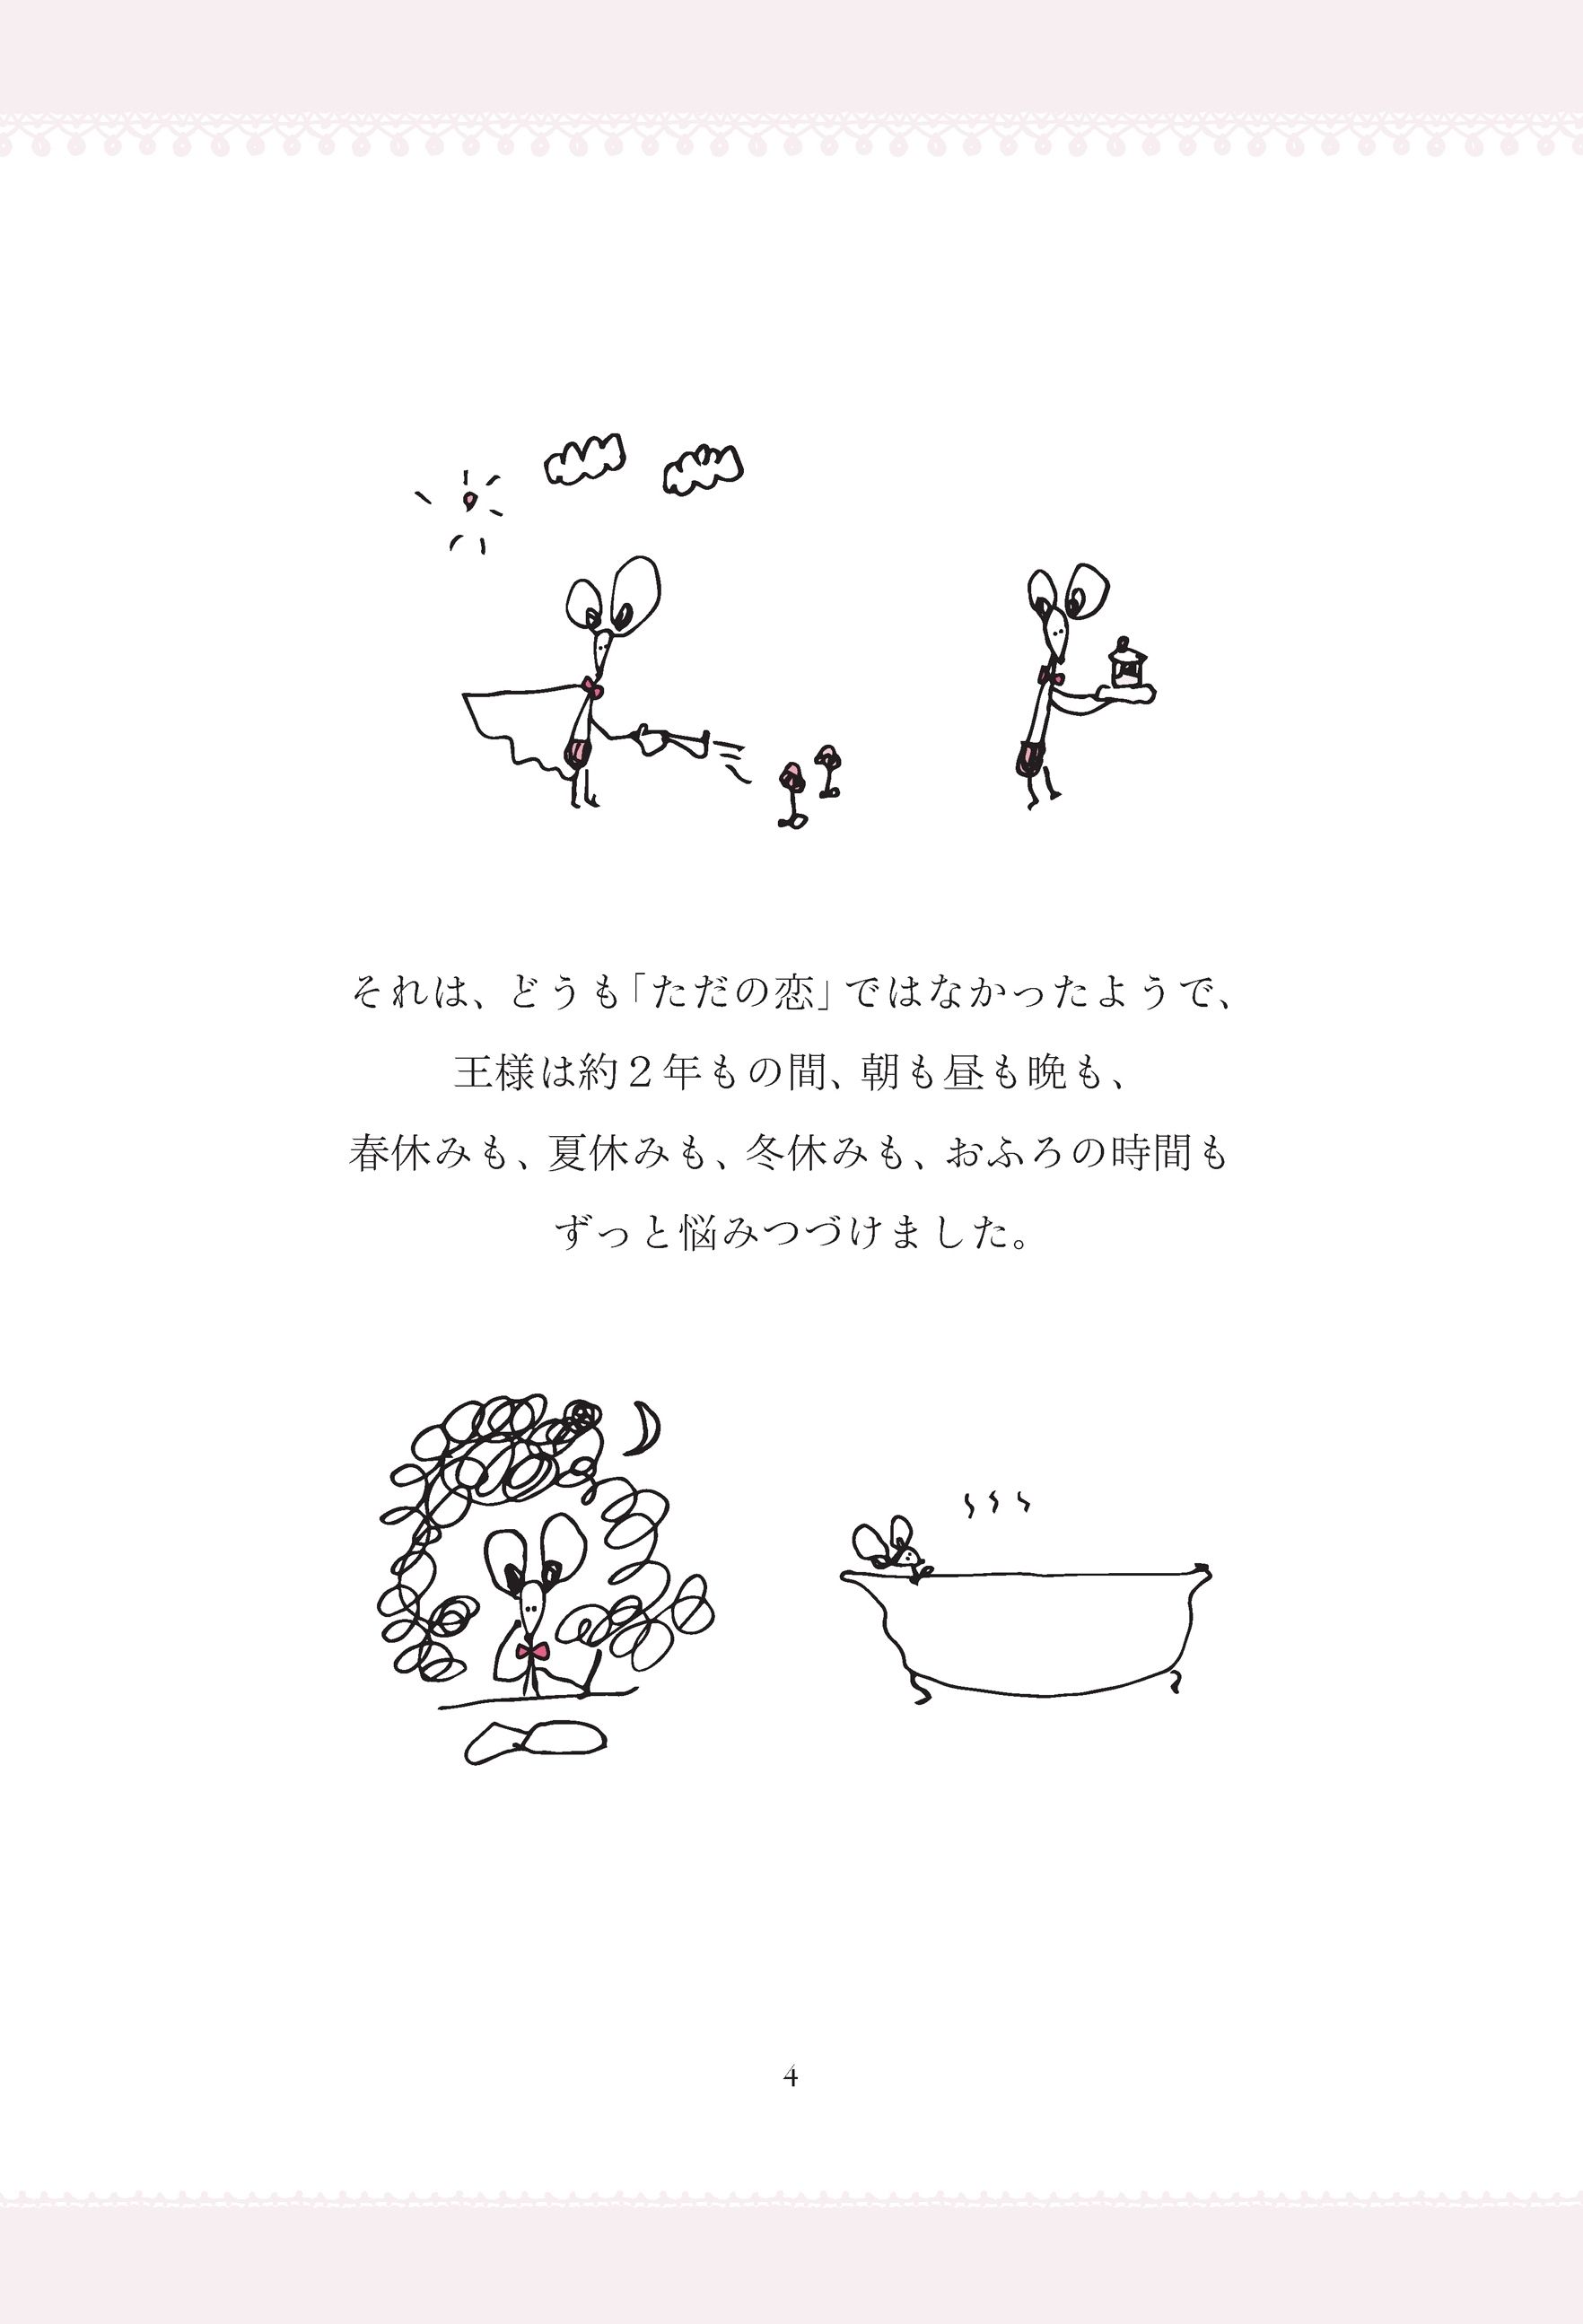 それは、どうも「ただの恋」ではなかったようで、
王様は約２年もの間、朝も昼も晩も、
春休みも、夏休みも、冬休みも、おふろの時間も
ずっと悩みつづけました。
4